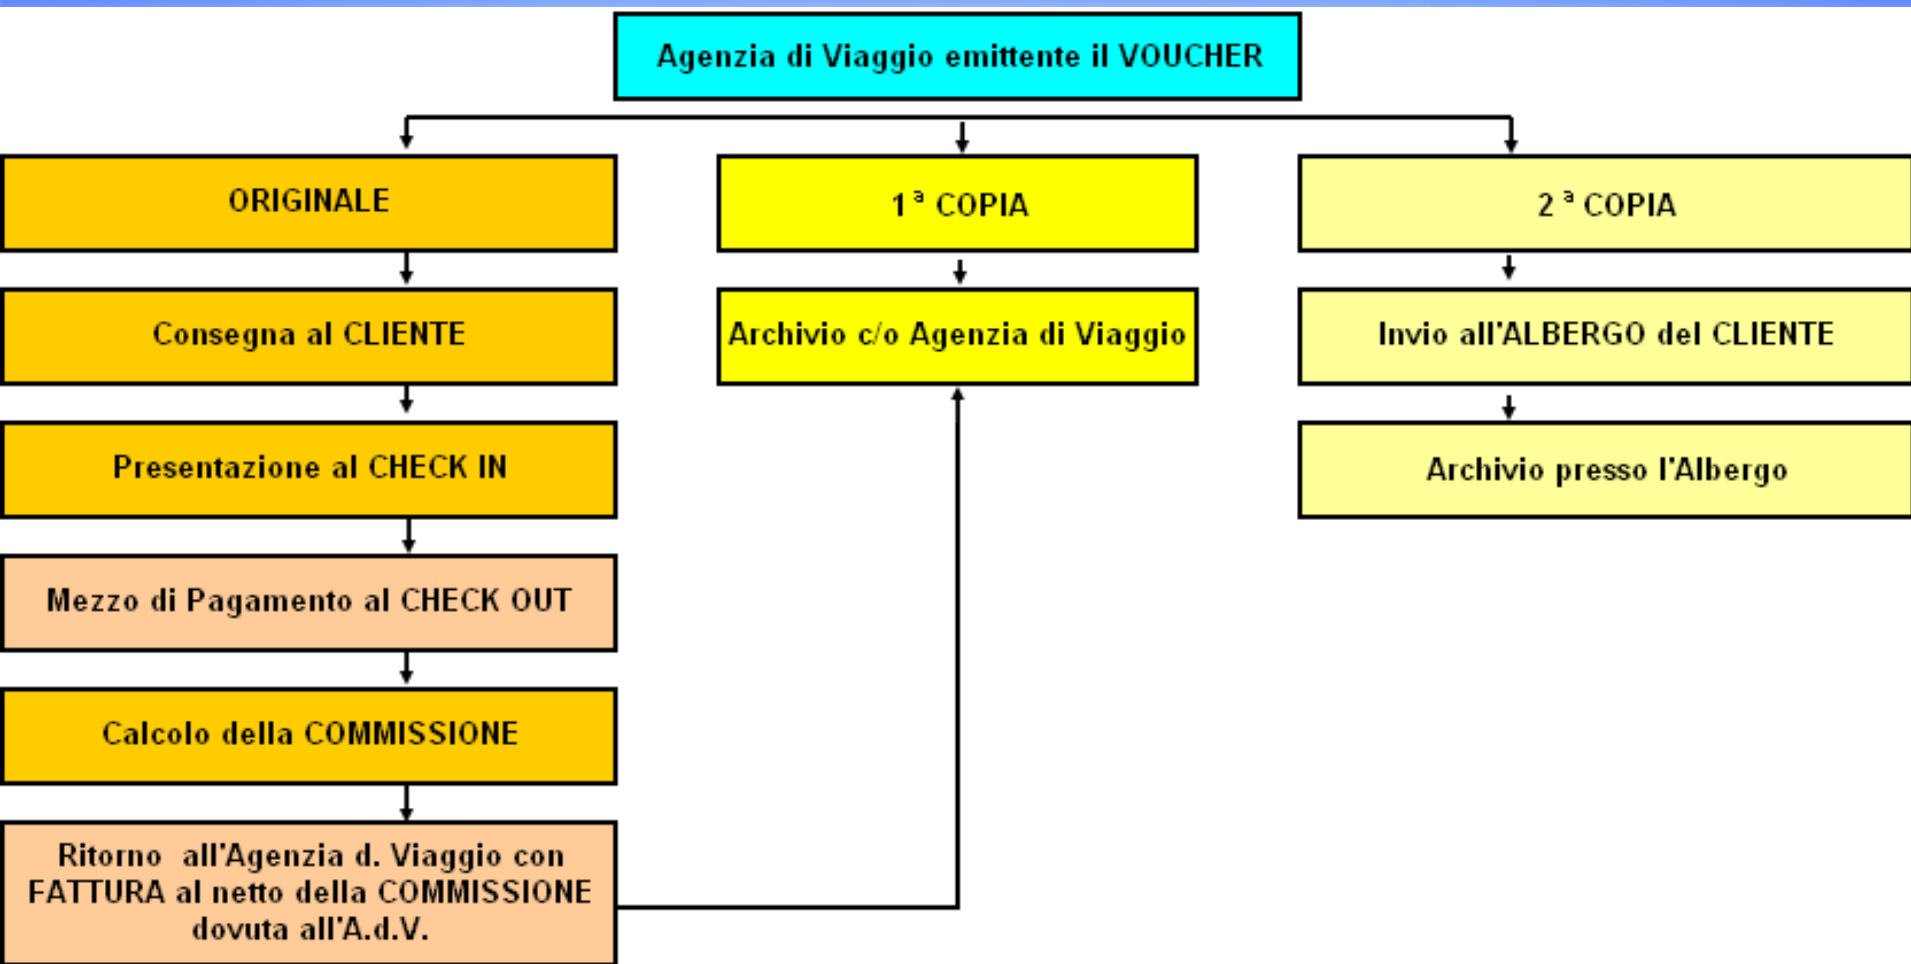 Agenzia di Viaggio emittente il VOUCHER
ORIGINALE
1ª COPIA
2 ª COPIA
Consegna al CLIENTE
Archivio c/o Agenzia di Viaggio
Invio all'ALBERGO del CLIENTE
Presentazione al CHECK IN
Archivio presso l'Albergo
Mezzo di Pagamento al CHECK OUT
Calcolo della COMMISSIONE
Ritorno all'Agenzia d. Viaggio con
FATTURA al netto della COMMISSIONE
dovuta all'A.d.V.